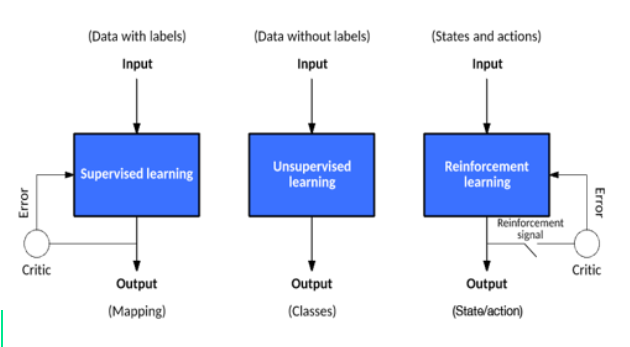 (Data with labels)
(Data without labels)
(States and actions)
Input
Input
Input
Supervised learning
Unsupervised
learning
Reinforcement
learning
Error
Critic
Reinforcement
signal
Error
Critic
Output
Output
Output
(Mapping)
(Classes)
(State/action)